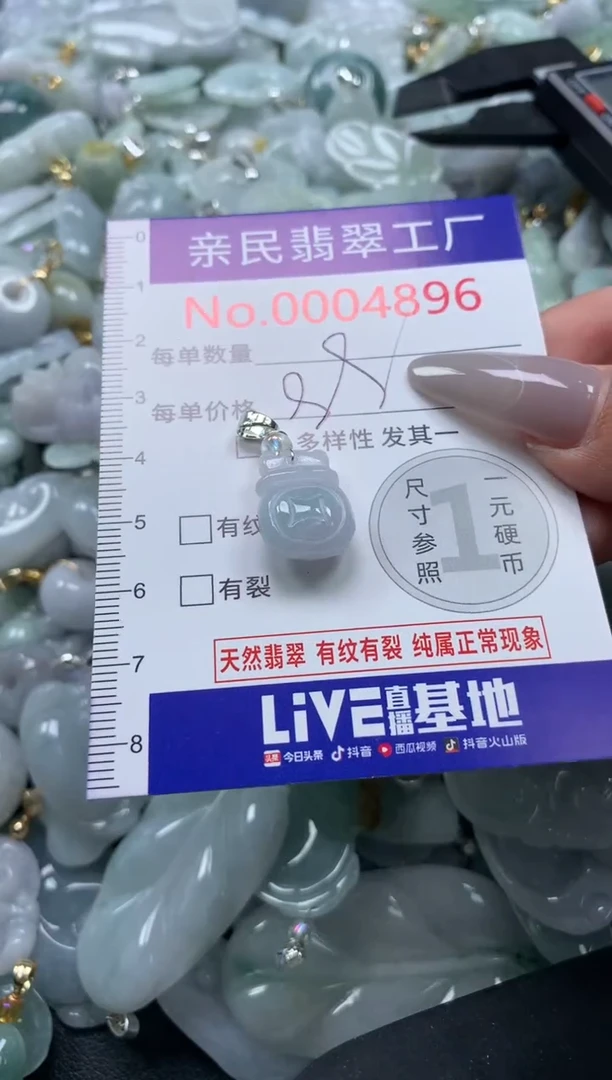 亲民翡翠工厂
No.0004896
每单数量
每单价格
多样性 发其一
有纹
有裂
尺寸参照
1
一元硬币
天然翡翠 有纹有裂 纯属正常现象
LiVE直播基地
头条 今日头条 抖音 西瓜视频 抖音火山版
0
1
2
3
4
5
6
7
8